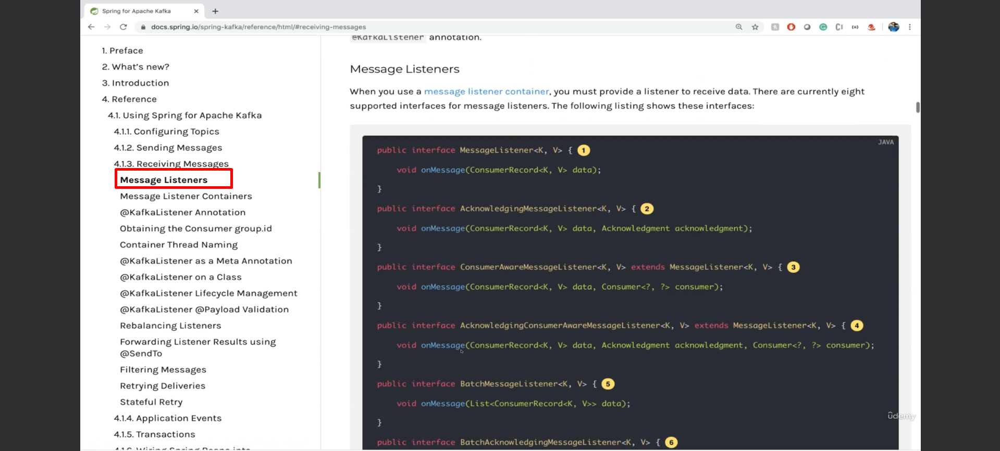 Spring for Apache Kafka
docs.spring.io/spring-kafka/reference/html/#receiving-messages
1. Preface
2. What's new?
3. Introduction
4. Reference
4.1. Using Spring for Apache Kafka
4.1.1. Configuring Topics
4.1.2. Sending Messages
4.1.3. Receiving Messages
Message Listeners
Message Listener Containers
@KafkaListener Annotation
Obtaining the Consumer group.id
Container Thread Naming
@KafkaListener as a Meta Annotation
@KafkaListener on a Class
@KafkaListener Lifecycle Management
@KafkaListener @Payload Validation
Rebalancing Listeners
Forwarding Listener Results using
@SendTo
Filtering Messages
Retrying Deliveries
Stateful Retry
4.1.4. Application Events
4.1.5. Transactions
4.1.6. Wiring Spring Beans into
@KafkaListener annotation.
Message Listeners
When you use a message listener container, you must provide a listener to receive data. There are currently eight
supported interfaces for message listeners. The following listing shows these interfaces:
JAVA
public interface MessageListener<K, V> { 1
void onMessage(ConsumerRecord<K, V> data);
}
public interface AcknowledgingMessageListener<K, V> { 2
void onMessage(ConsumerRecord<K, V> data, Acknowledgment acknowledgment);
}
public interface ConsumerAwareMessageListener<K, V> extends MessageListener<K, V> { 3
void onMessage(ConsumerRecord<K, V> data, Consumer<?, ?> consumer);
}
public interface AcknowledgingConsumerAwareMessageListener<K, V> extends MessageListener<K, V> { 4
void onMessage(ConsumerRecord<K, V> data, Acknowledgment acknowledgment, Consumer<?, ?> consumer);
}
public interface BatchMessageListener<K, V> { 5
void onMessage(List<ConsumerRecord<K, V>> data);
}
public interface BatchAcknowledgingMessageListener<K, V> { 6
ûdemy